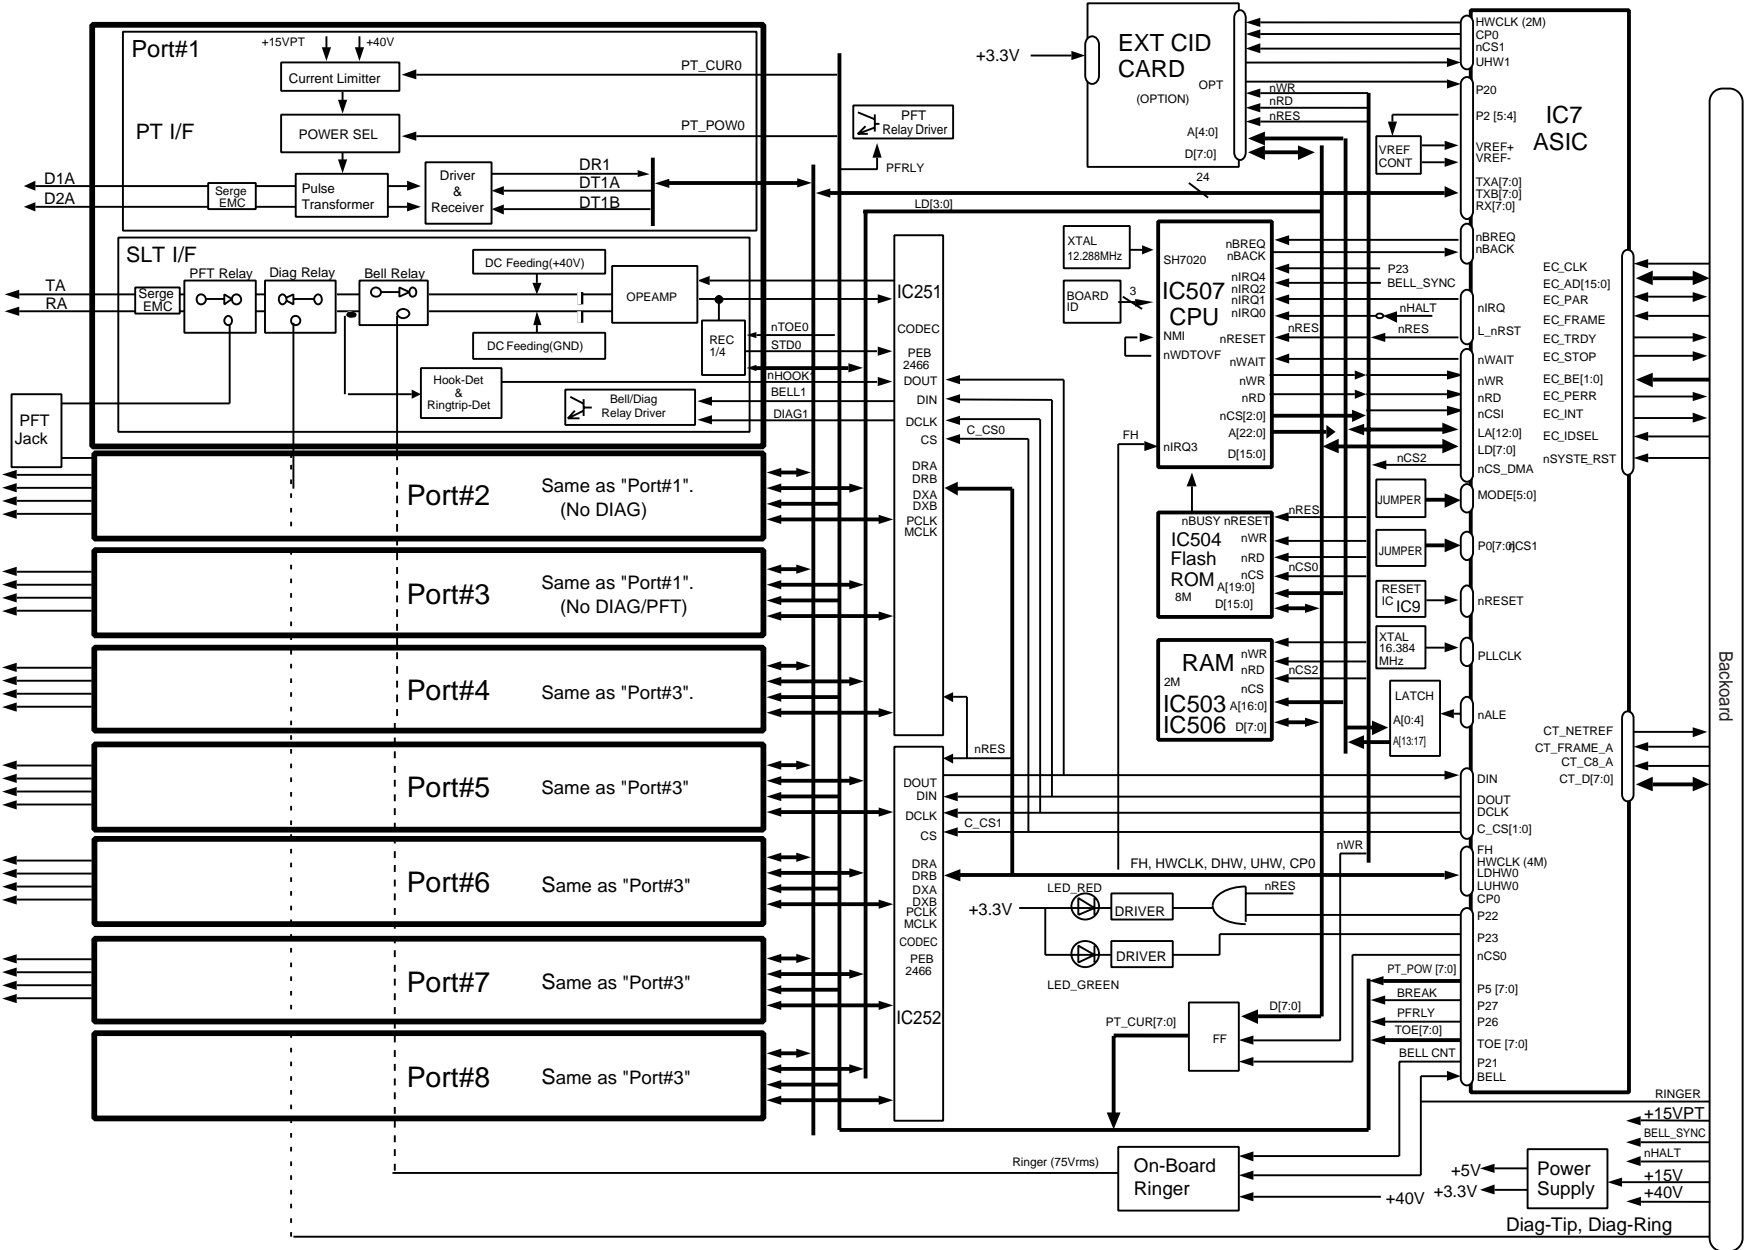 Port#1
+15VPT
+40V
Current Limitter
PT_CUR0
PT I/F
POWER SEL
PT_POW0
PFT
Relay Driver
PFRLY
D1A
D2A
Serge
EMC
Pulse
Transformer
Driver
&
Receiver
DR1
DT1A
DT1B
SLT I/F
PFT Relay
Diag Relay
Bell Relay
DC Feeding(+40V)
DC Feeding(GND)
OPEAMP
TA
RA
Serge
EMC
REC
1/4
nTOE0
STD0
nHOOK1
BELL1
DIAG1
Hook-Det
&
Ringtrip-Det
Bell/Diag
Relay Driver
PFT
Jack
Port#2
Same as "Port#1".
(No DIAG)
Port#3
Same as "Port#1".
(No DIAG/PFT)
Port#4
Same as "Port#3".
Port#5
Same as "Port#3"
Port#6
Same as "Port#3"
Port#7
Same as "Port#3"
Port#8
Same as "Port#3"
IC251
CODEC
PEB
2466
DOUT
DIN
DCLK
CS
DRA
DRB
DXA
DXB
PCLK
MCLK
C_CS0
nRES
DOUT
DIN
DCLK
CS
C_CS1
DRA
DRB
DXA
DXB
PCLK
MCLK
CODEC
PEB
2466
IC252
+3.3V
EXT CID
CARD
(OPTION)
OPT
A[4:0]
D[7:0]
nWR
nRD
nRES
24
LD[3:0]
XTAL
12.288MHz
BOARD
ID
3
SH7020
IC507
CPU
NMI
nWDTOVF
nIRQ3
FH
nBREQ
nBACK
nIRQ4
nIRQ2
nIRQ1
nIRQ0
nRESET
nWAIT
nWR
nRD
nCS[2:0]
A[22:0]
D[15:0]
P23
BELL_SYNC
nHALT
nRES
nRES
nCS2
nBUSY nRESET
IC504
Flash
ROM
8M
nWR
nRD
nCS
A[19:0]
D[15:0]
nRES
nCS0
RAM
2M
IC503
IC506
nWR
nRD
nCS
A[16:0]
D[7:0]
nCS2
VREF
CONT
JUMPER
JUMPER
RESET
IC IC9
XTAL
16.384
MHz
LATCH
A[0:4]
A[13:17]
IC7
ASIC
HWCLK (2M)
CP0
nCS1
UHW1
P20
P2 [5:4]
VREF+
VREF-
TXA[7:0]
TXB[7:0]
RX[7:0]
nBREQ
nBACK
nIRQ
L_nRST
nWAIT
nWR
nRD
nCSI
LA[12:0]
LD[7:0]
nCS_DMA
MODE[5:0]
P0[7:0]
nCS1
nRESET
PLLCLK
nALE
DIN
DOUT
DCLK
C_CS[1:0]
FH
HWCLK (4M)
LDHW0
LUHW0
CP0
P22
P23
nCS0
P5 [7:0]
P27
P26
TOE [7:0]
P21
BELL
EC_CLK
EC_AD[15:0]
EC_PAR
EC_FRAME
EC_TRDY
EC_STOP
EC_BE[1:0]
EC_PERR
EC_INT
EC_IDSEL
nSYSTE_RST
CT_NETREF
CT_FRAME_A
CT_C8_A
CT_D[7:0]
Backoard
nWR
FH, HWCLK, DHW, UHW, CP0
LED_RED
nRES
+3.3V
DRIVER
DRIVER
LED_GREEN
PT_POW [7:0]
BREAK
PFRLY
TOE[7:0]
BELL CNT
D[7:0]
PT_CUR[7:0]
FF
Ringer (75Vrms)
On-Board
Ringer
+40V
RINGER
+15VPT
BELL_SYNC
nHALT
+15V
+40V
+5V
+3.3V
Power
Supply
Diag-Tip, Diag-Ring